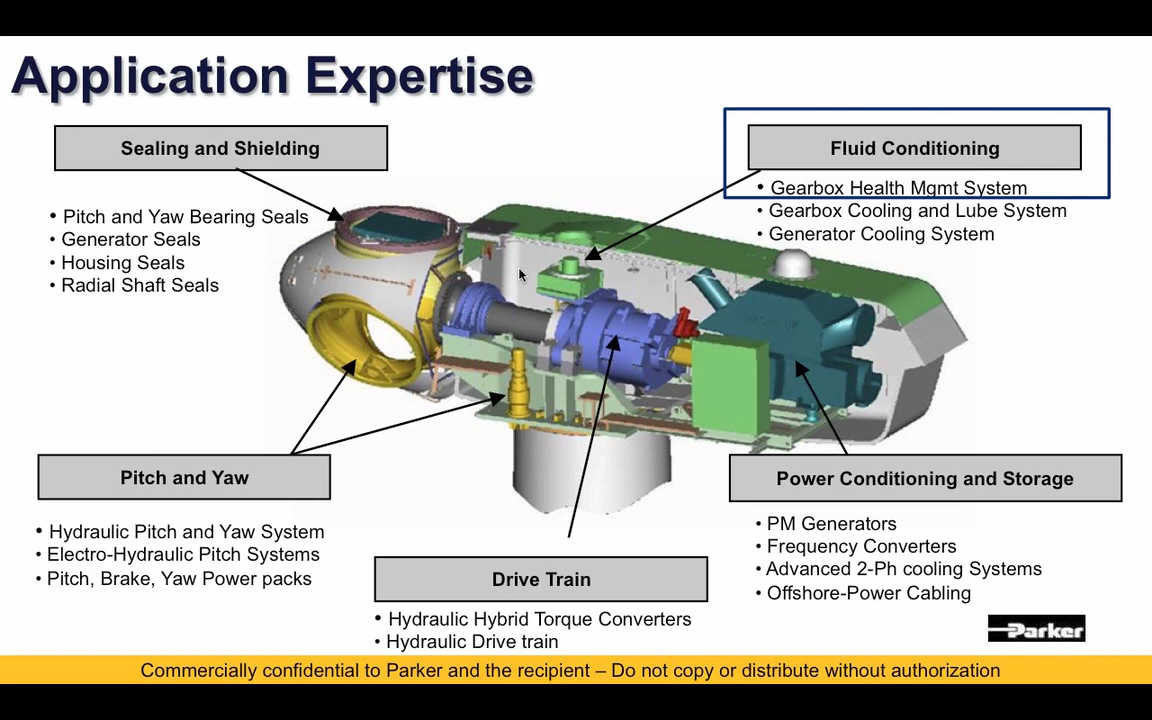 Application Expertise
Sealing and Shielding
• Pitch and Yaw Bearing Seals
• Generator Seals
• Housing Seals
• Radial Shaft Seals
Fluid Conditioning
• Gearbox Health Mgmt System
• Gearbox Cooling and Lube System
• Generator Cooling System
Pitch and Yaw
• Hydraulic Pitch and Yaw System
• Electro-Hydraulic Pitch Systems
• Pitch, Brake, Yaw Power packs
Drive Train
• Hydraulic Hybrid Torque Converters
• Hydraulic Drive train
Power Conditioning and Storage
• PM Generators
• Frequency Converters
• Advanced 2-Ph cooling Systems
• Offshore-Power Cabling
Parker
Commercially confidential to Parker and the recipient – Do not copy or distribute without authorization